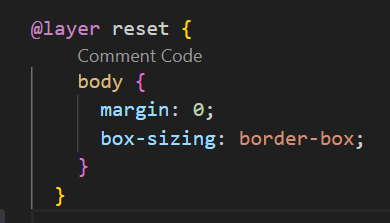 @layer reset {
Comment Code
body {
margin: 0;
box-sizing: border-box;
}
}